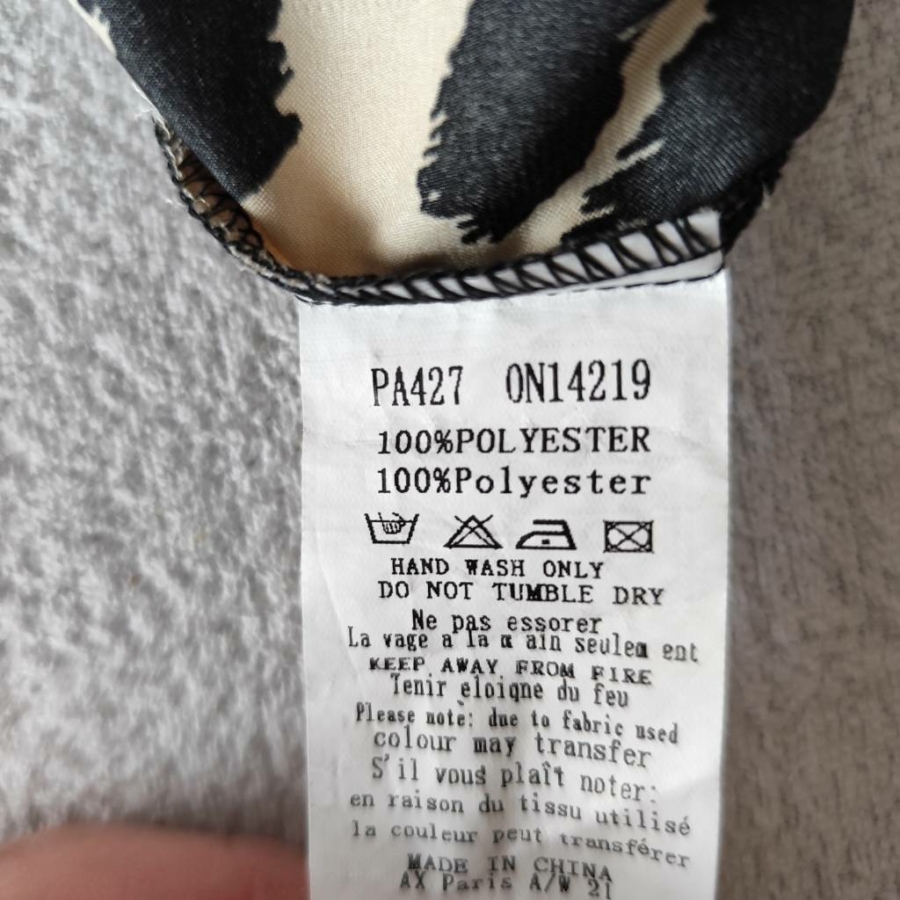 PA427 ON14219
100%POLYESTER
100%Polyester
HAND WASH ONLY
DO NOT TUMBLE DRY
Ne pas essorer
La vage a la m ain seulem ent
KEEP AWAY FROM FIRE
Tenir eloiqne du feu
Please note: due to fabric used
colour may transfer
S'il vous plaît noter:
en raison du tissu utilisé
la couleur peut transférer
MADE IN CHINA
AX Paris A/W 21